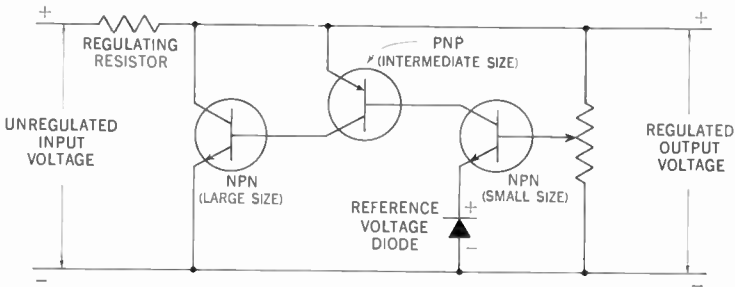 +
+
REGULATING
RESISTOR
PNP
(INTERMEDIATE SIZE)
UNREGULATED
INPUT
VOLTAGE
REGULATED
OUTPUT
VOLTAGE
NPN
(LARGE SIZE)
NPN
(SMALL SIZE)
REFERENCE
VOLTAGE
DIODE
+
−
−
−